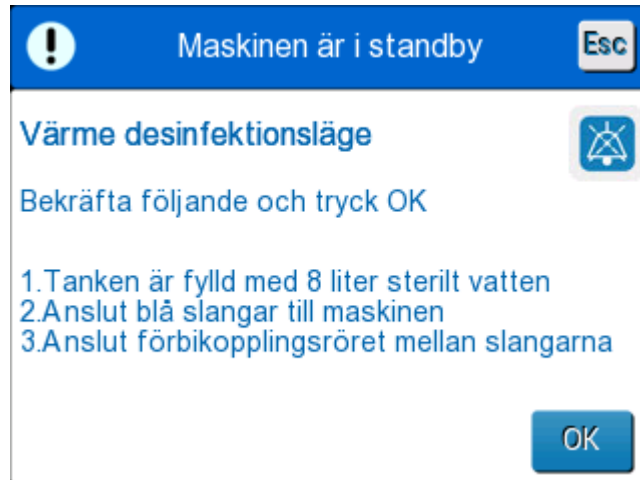 Maskinen är i standby
Esc
Värme desinfektionsläge
Bekräfta följande och tryck OK
1.Tanken är fylld med 8 liter sterilt vatten
2.Anslut blå slangar till maskinen
3.Anslut förbikopplingsröret mellan slangarna
OK